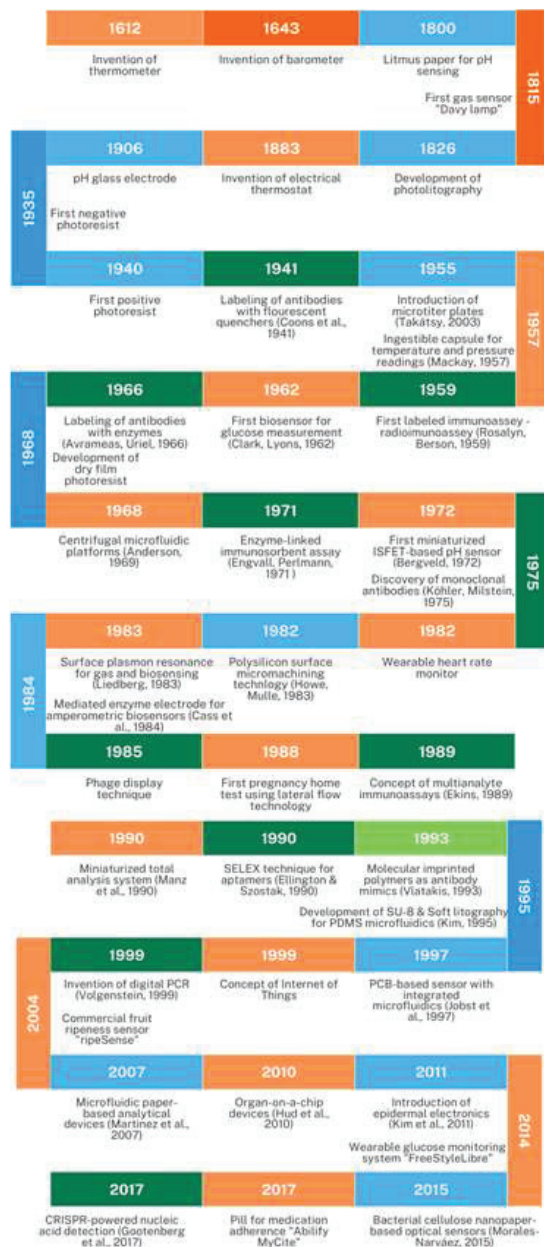 1612
1643
1800
Invention of
thermometer
Invention of barometer
Litmus paper for pH
sensing
First gas sensor
"Davy lamp"
1815
1906
1883
1826
pH glass electrode
Invention of electrical
thermostat
Development of
photolitography
First negative
photoresist
1935
1940
1941
1955
First positive
photoresist
Labeling of antibodies
with flourescent
quenchers (Coons et al.,
1941)
Introduction of
microtiter plates
(Takátsy, 2003)
Ingestible capsule for
temperature and pressure
readings (Mackay, 1957)
1957
1966
1962
1959
Labeling of antibodies
with enzymes
(Avrameas, Uriel, 1966)
Development of
dry film
photoresist
First biosensor for
glucose measurement
(Clark, Lyons, 1962)
First labeled immunoassey -
radioimunoassey (Rosalyn,
Berson, 1959)
1968
1968
1971
1972
Centrifugal microfluidic
platforms (Anderson,
1969)
Enzyme-linked
immunosorbent assay
(Engvall, Perlmann,
1971 )
First miniaturized
ISFET-based pH sensor
(Bergveld, 1972)
Discovery of monoclonal
antibodies (Köhler, Milstein,
1975)
1975
1983
1982
1982
Surface plasmon resonance
for gas and biosensing
(Liedberg, 1983)
Mediated enzyme electrode for
amperometric biosensors (Cass
et al., 1984)
Polysilicon surface
micromachining
technlogy (Howe,
Mulle, 1983)
Wearable heart rate
monitor
1984
1985
1988
1989
Phage display
technique
First pregnancy home
test using lateral flow
technology
Concept of multianalyte
immunoassays (Ekins, 1989)
1990
1990
1993
Miniaturized total
analysis system (Manz
et al., 1990)
SELEX technique for
aptamers (Ellington &
Szostak, 1990)
Molecular imprinted
polymers as antibody
mimics (Vlatakis, 1993)
Development of SU-8 & Soft litography
for PDMS microfluidics (Kim, 1995)
1995
1999
1999
1997
Invention of digital PCR
(Volgenstein, 1999)
Commercial fruit
ripeness sensor
"ripeSense"
Concept of Internet of
Things
PCB-based sensor with
integrated
microfluidics (Jobst et
al., 1997)
2004
2007
2010
2011
Microfluidic paper-
based analytical
devices (Martinez et al.,
2007)
Organ-on-a-chip
devices (Hud et al.,
2010)
Introduction of
epidermal electronics
(Kim et al., 2011)
Wearable glucose monitoring
system "FreeStyleLibre"
2014
2017
2017
2015
CRISPR-powered nucleic
acid detection (Gootenberg
et al., 2017)
Pill for medication
adherence "Abilify
MyCite"
Bacterial cellulose nanopaper-
based optical sensors (Morales-
Narváez, 2015)